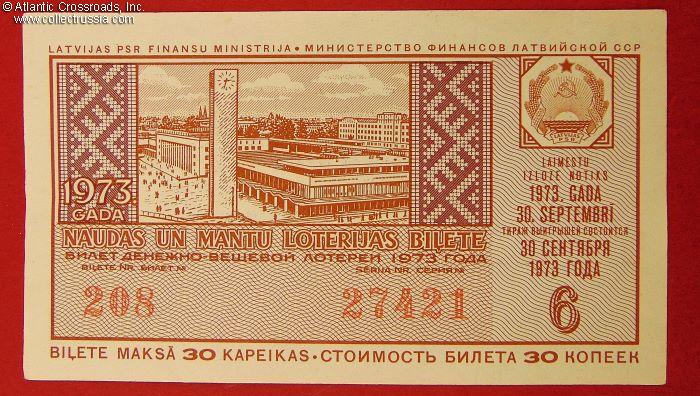 © Atlantic Crossroads, Inc.
www.collectrussia.com
LATVIJAS PSR FINANSU MINISTRIJA • МИНИСТЕРСТВО ФИНАНСОВ ЛАТВИЙСКОЙ ССР
1973.
GADA
NAUDAS UN MANTU LOTERIJAS BIĻETE
БИЛЕТ ДЕНЕЖНО-ВЕЩЕВОЙ ЛОТЕРЕИ 1973 ГОДА
BIĻETE NR. БИЛЕТ № SERIJA NR. СЕРИЯ №
208 27421
LAIMESTU
IZLOZE NOTIKS
1973. GADA
30. SEPTEMBRĪ
ТИРАЖ ВЫИГРЫШЕЙ СОСТОИТСЯ
30 СЕНТЯБРЯ
1973 ГОДА
6
BIĻETE MAKSĀ 30 KAPEIKAS • СТОИМОСТЬ БИЛЕТА 30 КОПЕЕК